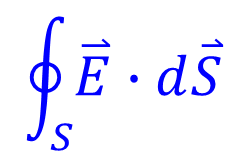 ∮_S E⃗ · dS⃗